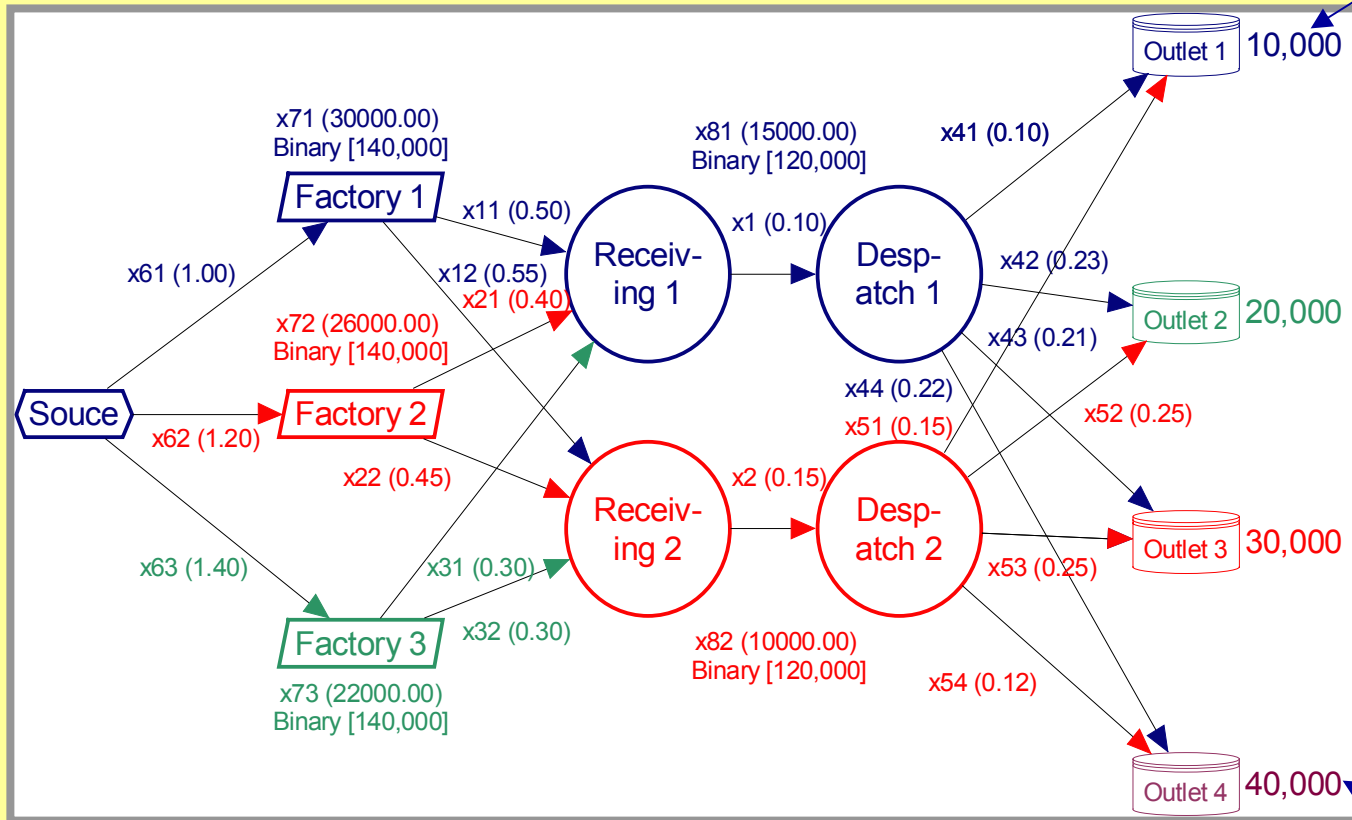 Outlet 1
10,000
x71 (30000.00)
Binary [140,000]
x81 (15000.00)
Binary [120,000]
x41 (0.10)
Factory 1
x11 (0.50)
Receiv-
ing 1
x1 (0.10)
Desp-
atch 1
x61 (1.00)
x12 (0.55)
x42 (0.23)
x21 (0.40)
x72 (26000.00)
Binary [140,000]
Outlet 2
20,000
x43 (0.21)
x44 (0.22)
Souce
Factory 2
x62 (1.20)
x51 (0.15)
x52 (0.25)
x22 (0.45)
x2 (0.15)
Receiv-
ing 2
Desp-
atch 2
Outlet 3
30,000
x63 (1.40)
x31 (0.30)
x53 (0.25)
x32 (0.30)
Factory 3
x82 (10000.00)
Binary [120,000]
x54 (0.12)
x73 (22000.00)
Binary [140,000]
Outlet 4
40,000